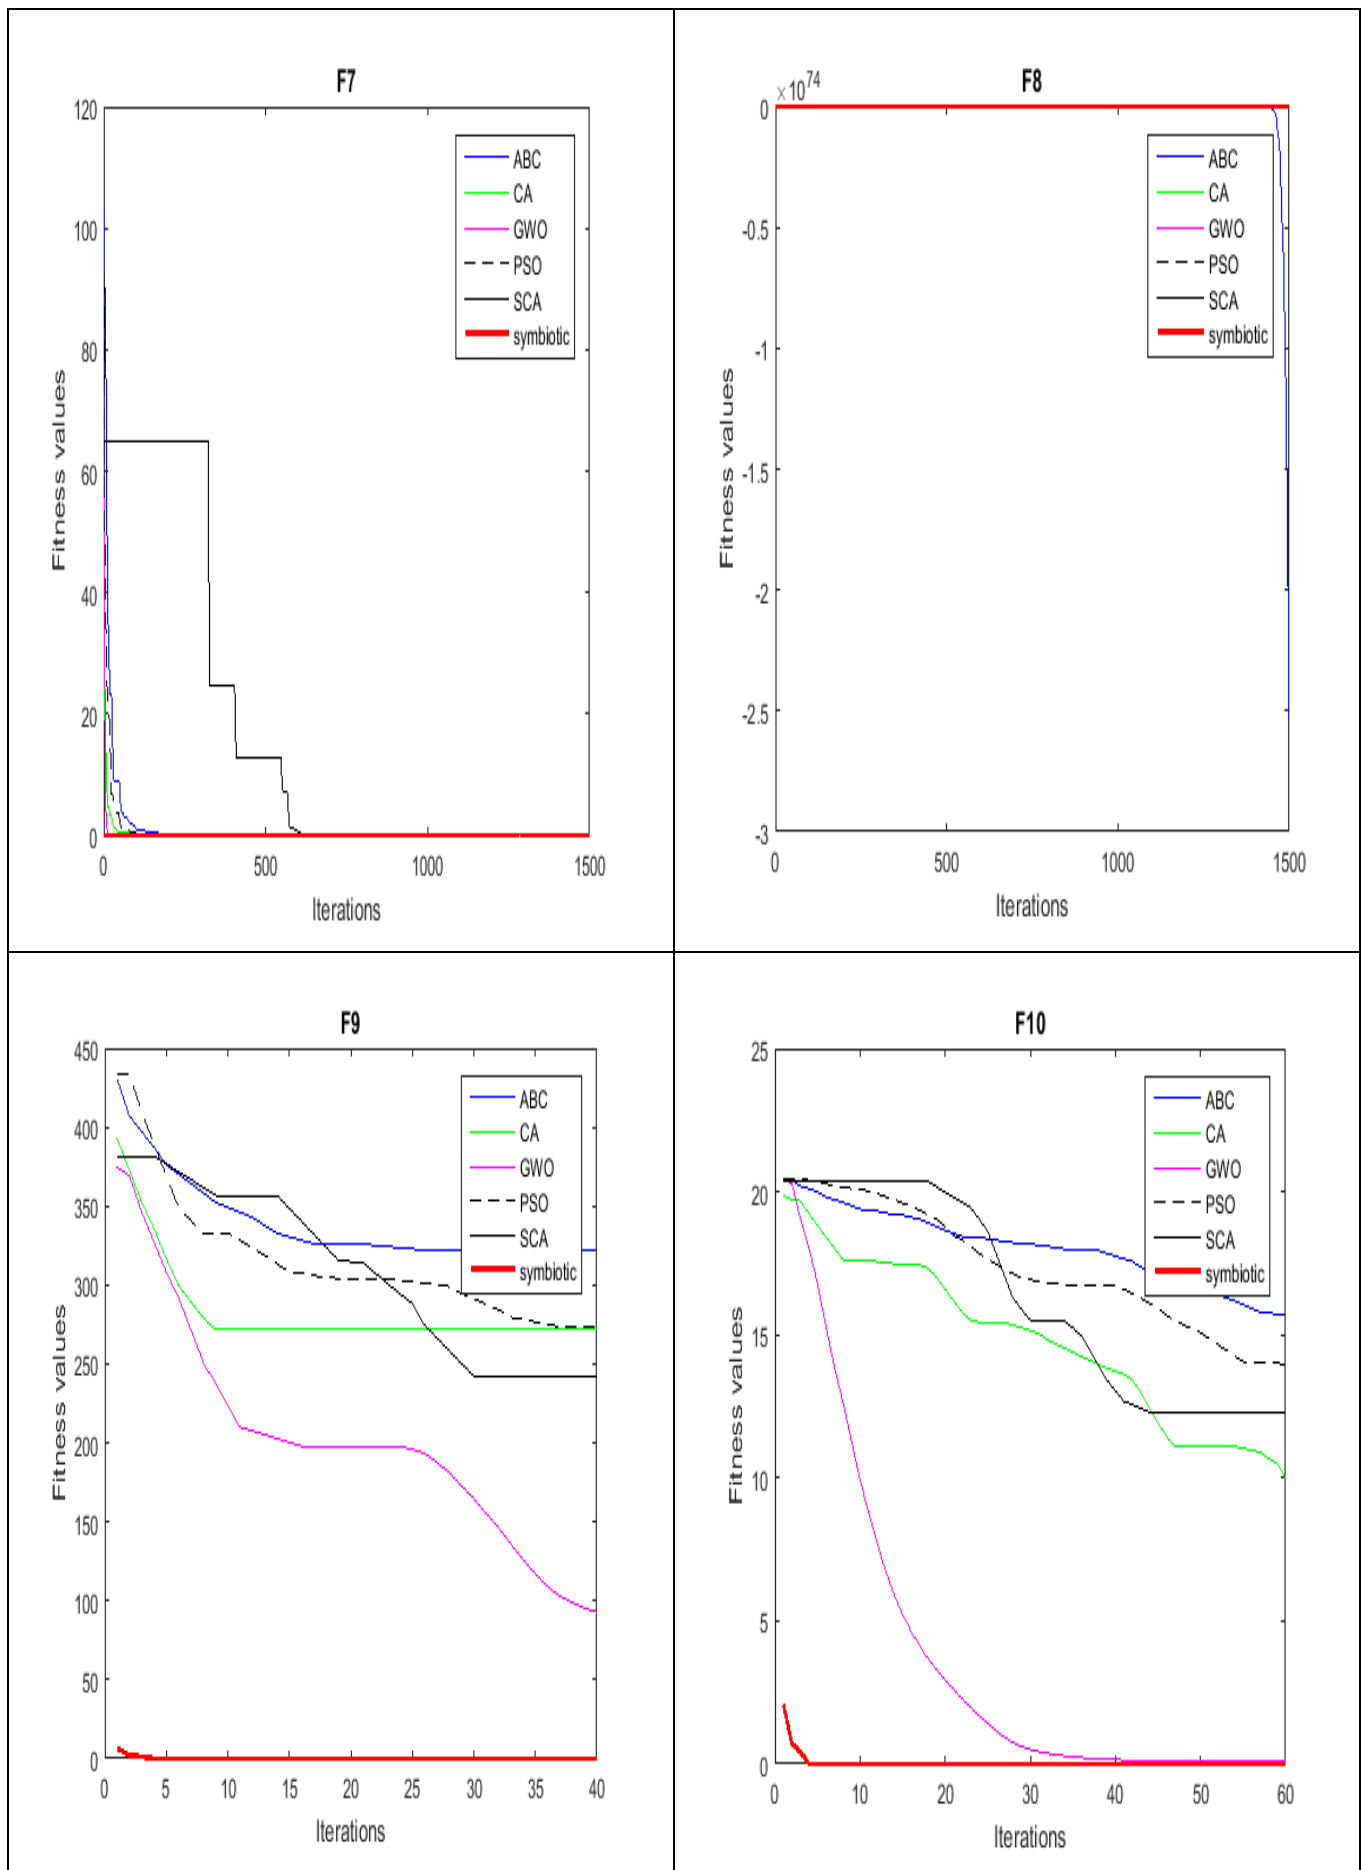 F7
120
100
80
60
40
20
0
0 500 1000 1500
Fitness values
Iterations
ABC
CA
GWO
PSO
SCA
symbiotic
F8
×10^74
0
-0.5
-1
-1.5
-2
-2.5
-3
0 500 1000 1500
Fitness values
Iterations
ABC
CA
GWO
PSO
SCA
symbiotic
F9
450
400
350
300
250
200
150
100
50
0
0 5 10 15 20 25 30 35 40
Fitness values
Iterations
ABC
CA
GWO
PSO
SCA
symbiotic
F10
25
20
15
10
5
0
0 10 20 30 40 50 60
Fitness values
Iterations
ABC
CA
GWO
PSO
SCA
symbiotic